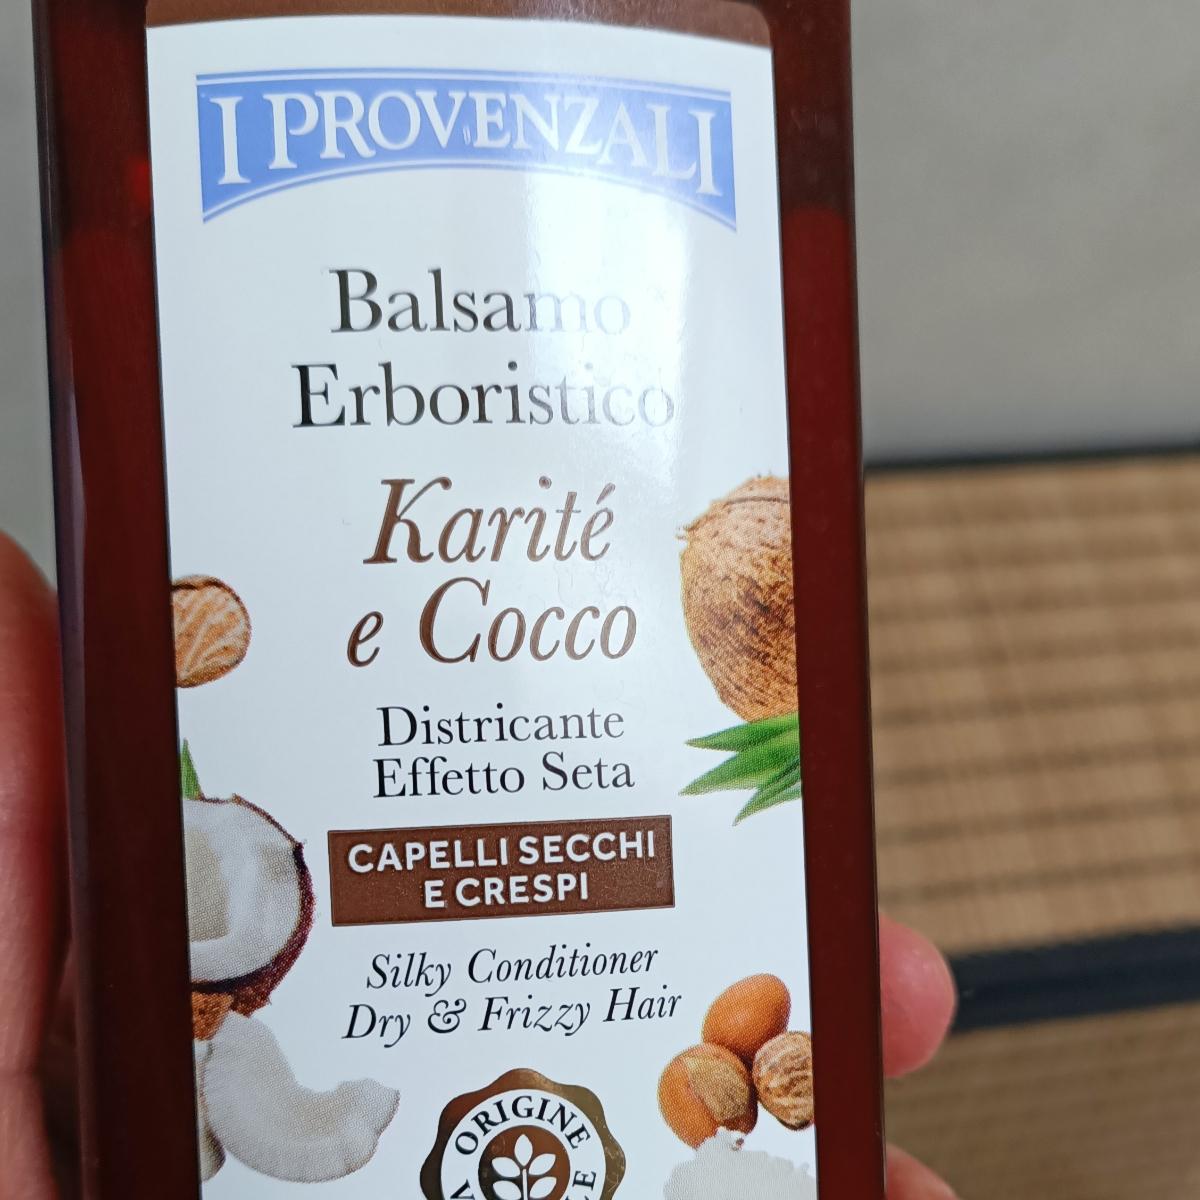 I PROVENZALI
Balsamo
Erboristico
Karité
e Cocco
Districante
Effetto Seta
CAPELLI SECCHI
E CRESPI
Silky Conditioner
Dry & Frizzy Hair
ORIGINE